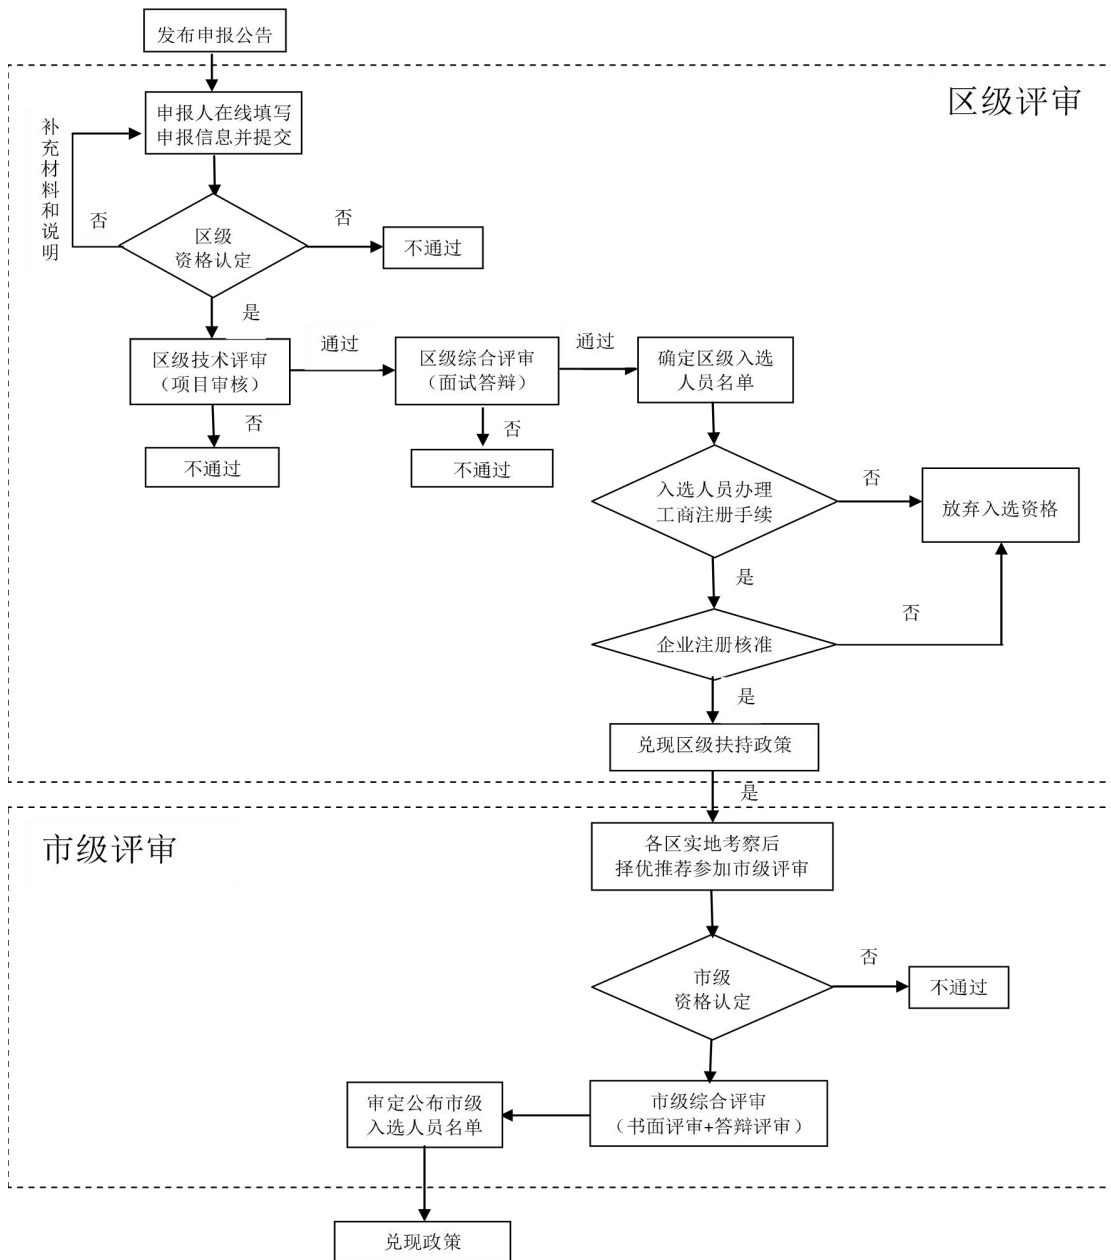 发布申报公告
区级评审
申报人在线填写
申报信息并提交
补充材料和说明
否
否
区级
资格认定
不通过
是
区级技术评审
（项目审核）
通过
区级综合评审
（面试答辩）
通过
确定区级入选
人员名单
否
不通过
否
不通过
入选人员办理
工商注册手续
否
放弃入选资格
是
企业注册核准
否
是
兑现区级扶持政策
是
市级评审
各区实地考察后
择优推荐参加市级评审
市级
资格认定
否
不通过
市级综合评审
（书面评审+答辩评审）
审定公布市级
入选人员名单
兑现政策